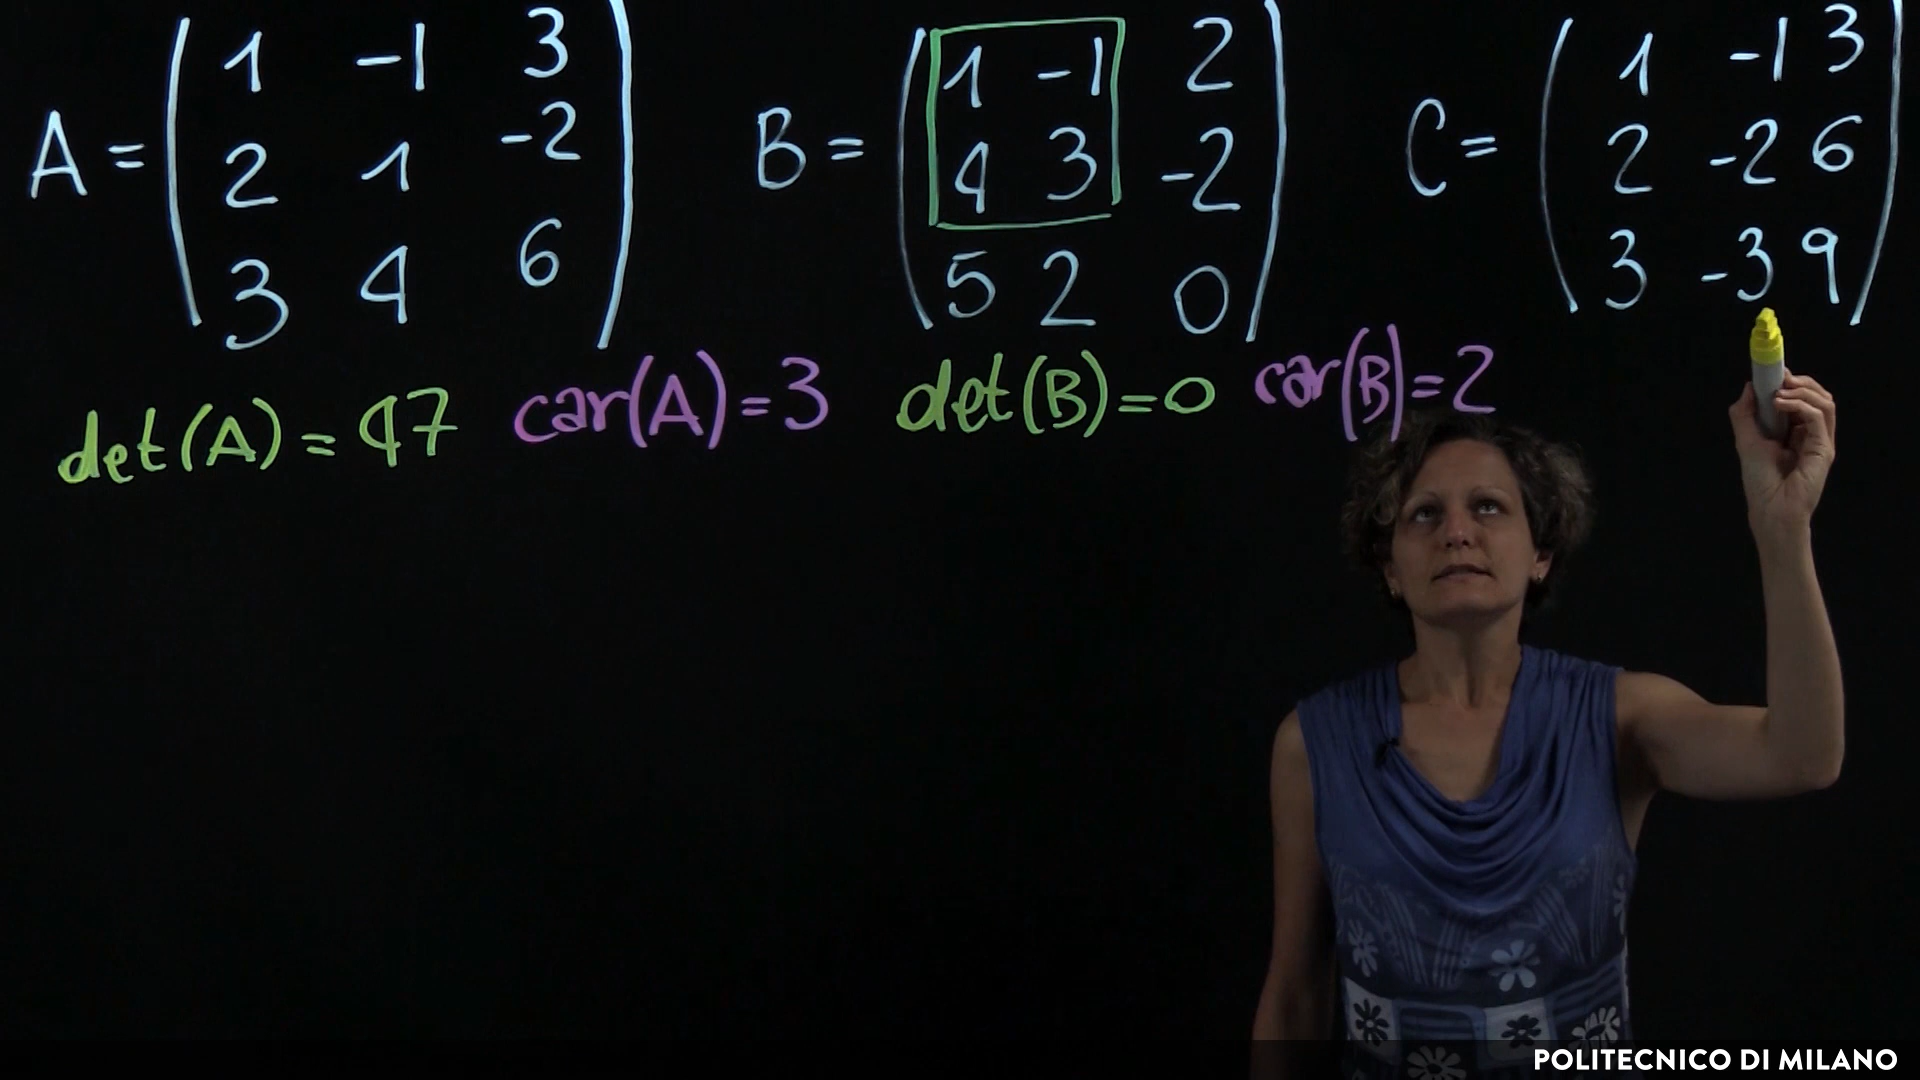 A = ( 1 -1 3
2 1 -2
3 4 6 )
B = ( 1 -1 2
4 3 -2
5 2 0 )
C = ( 1 -1 3
2 -2 6
3 -3 9 )
det(A) = 47 car(A) = 3 det(B) = 0 car(B) = 2
POLITECNICO DI MILANO